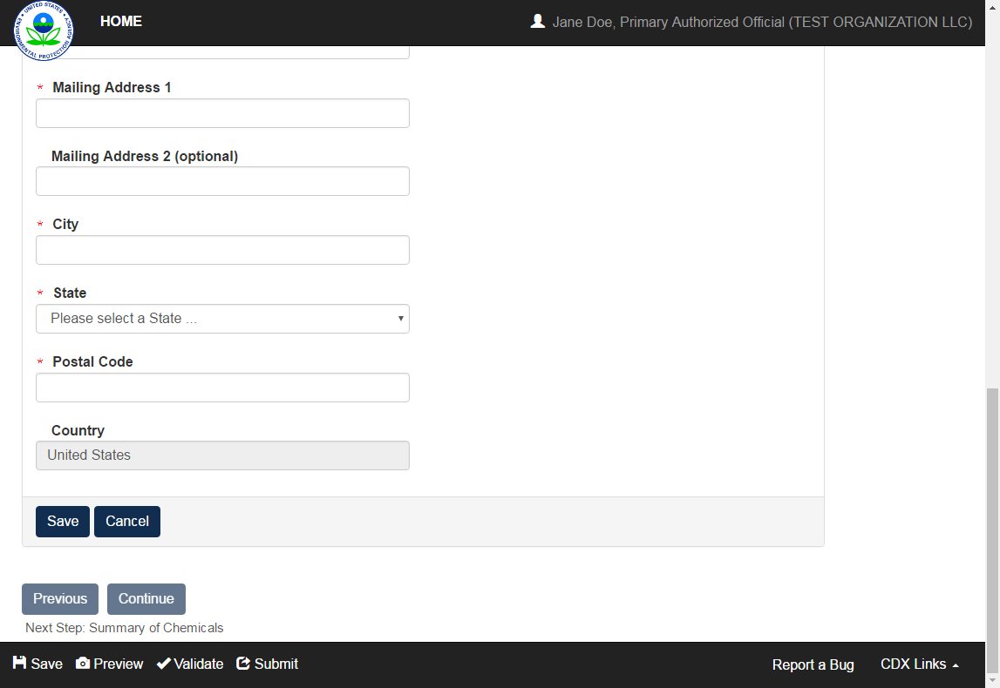 UNITED STATES
ENVIRONMENTAL PROTECTION AGENCY
HOME
Jane Doe, Primary Authorized Official (TEST ORGANIZATION LLC)
* Mailing Address 1
Mailing Address 2 (optional)
* City
* State
Please select a State ...
* Postal Code
Country
United States
Save Cancel
Previous Continue
Next Step: Summary of Chemicals
Save Preview Validate Submit Report a Bug CDX Links